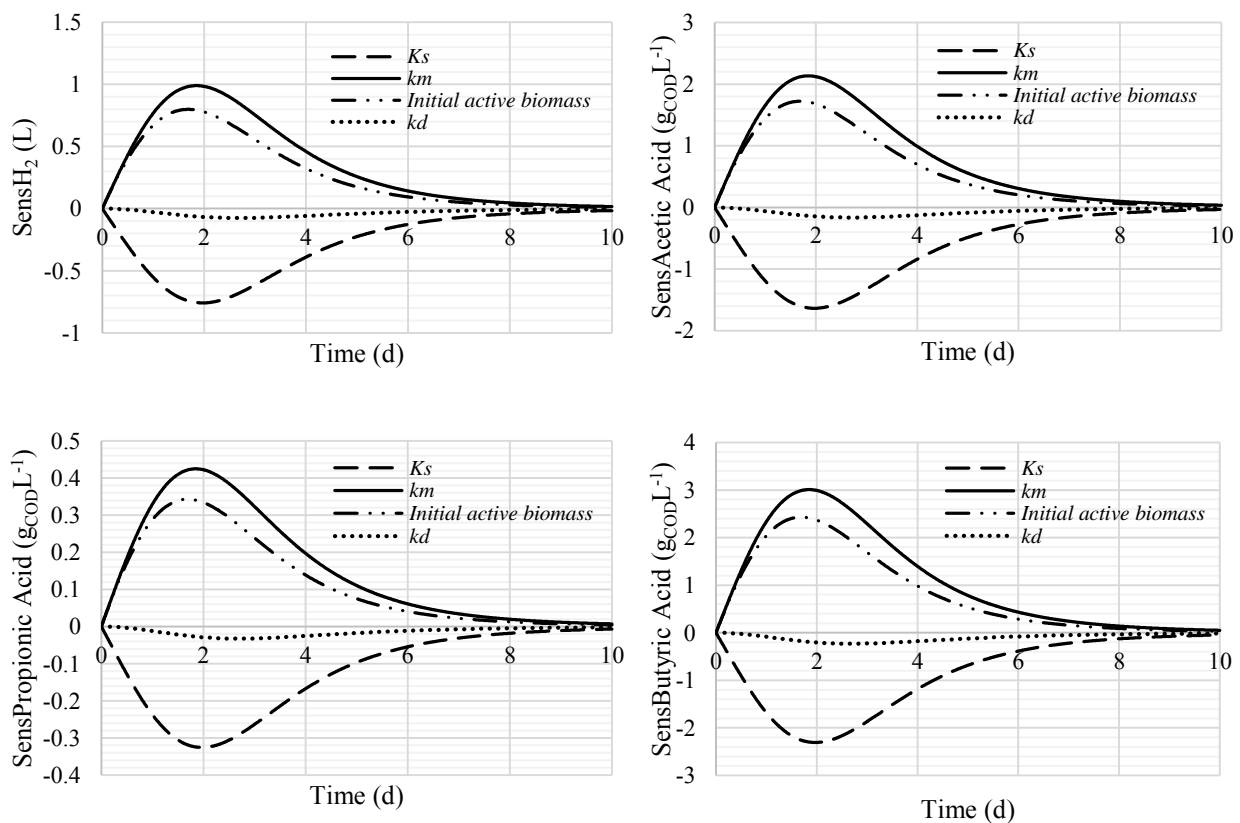 SensH₂ (L)
1.5
1
0.5
0
-0.5
-1
0 2 4 6 8 10
Ks
km
Initial active biomass
kd
Time (d)
SensAcetic Acid (g_COD L⁻¹)
3
2
1
0
-1
-2
0 2 4 6 8 10
Ks
km
Initial active biomass
kd
Time (d)
SensPropionic Acid (g_COD L⁻¹)
0.5
0.4
0.3
0.2
0.1
0
-0.1
-0.2
-0.3
-0.4
0 2 4 6 8 10
Ks
km
Initial active biomass
kd
Time (d)
SensButyric Acid (g_COD L⁻¹)
4
3
2
1
0
-1
-2
-3
0 2 4 6 8 10
Ks
km
Initial active biomass
kd
Time (d)